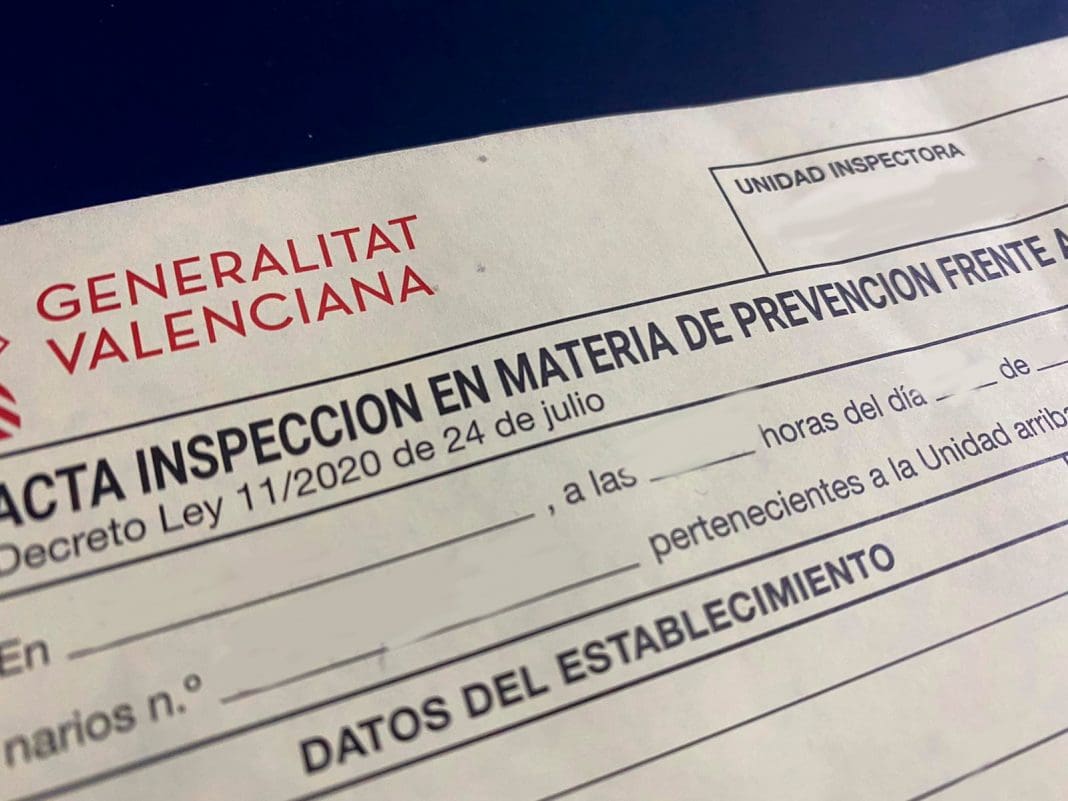 GENERALITAT
VALENCIANA
UNIDAD INSPECTORA
ACTA INSPECCION EN MATERIA DE PREVENCION FRENTE A
Decreto Ley 11/2020 de 24 de julio
En , a las horas del día de
narios n.º pertenecientes a la Unidad arriba
DATOS DEL ESTABLECIMIENTO